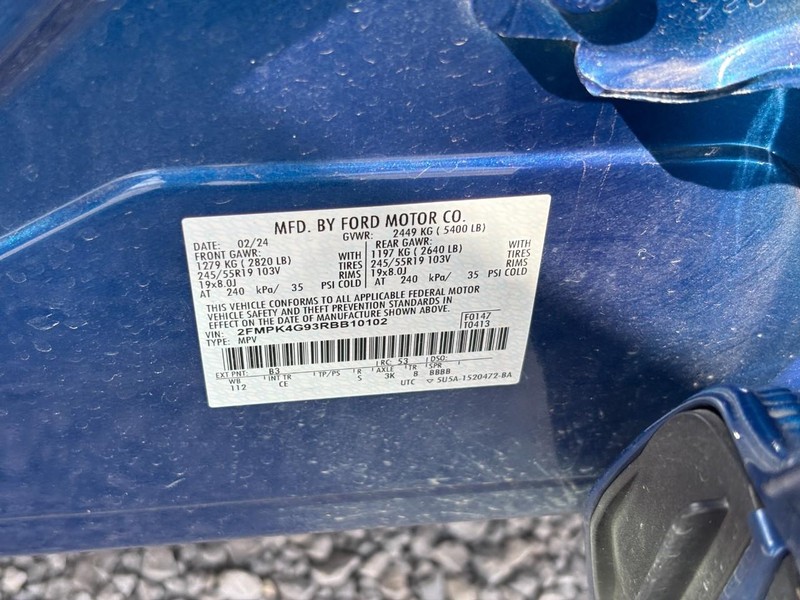 MFD. BY FORD MOTOR CO.
DATE: 02/24 GVWR: 2449 KG ( 5400 LB)
FRONT GAWR: WITH REAR GAWR: WITH
1279 KG ( 2820 LB) TIRES 1197 KG ( 2640 LB) TIRES
245/55R19 103V RIMS 245/55R19 103V RIMS
19x8.0J PSI COLD 19x8.0J PSI COLD
AT 240 kPa/ 35 AT 240 kPa/ 35
THIS VEHICLE CONFORMS TO ALL APPLICABLE FEDERAL MOTOR
VEHICLE SAFETY AND THEFT PREVENTION STANDARDS IN
EFFECT ON THE DATE OF MANUFACTURE SHOWN ABOVE.
VIN: 2FMPK4G93RBB10102 F0147
TYPE: MPV T0413
EXT PNT: B3 RC: 53 DSO:
WB INT TR TP/PS R AXLE TR SPR
112 CE S 3K B BBBB
UTC ▽ 5U5A-1520472-BA